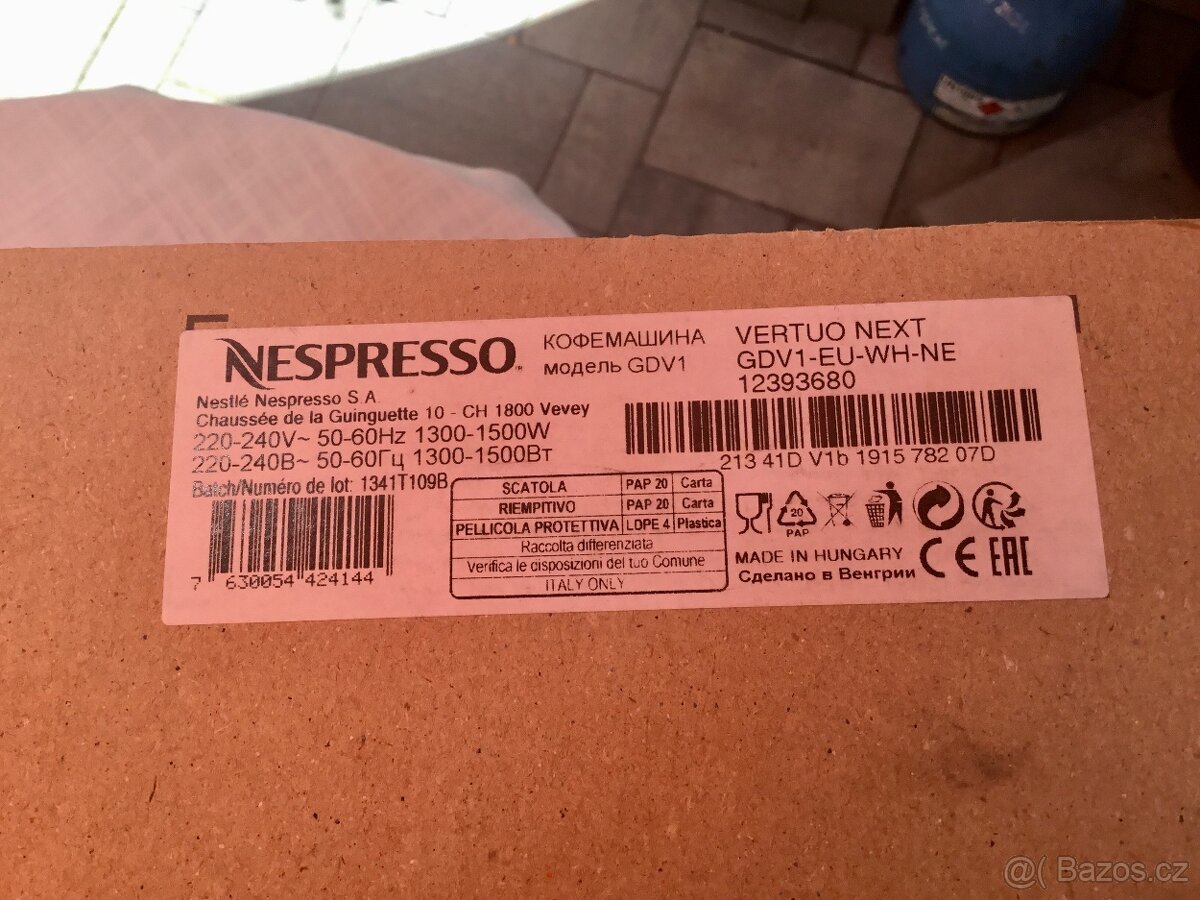 NESPRESSO
КОФЕМАШИНА
модель GDV1
VERTUO NEXT
GDV1-EU-WH-NE
12393680
Nestlé Nespresso S.A.
Chaussée de la Guinguette 10 - CH 1800 Vevey
220-240V~ 50-60Hz 1300-1500W
220-240В~ 50-60Гц 1300-1500Вт
Batch/Numéro de lot: 1341T109B
7 630054 424144
SCATOLA PAP 20 Carta
RIEMPITIVO PAP 20 Carta
PELLICOLA PROTETTIVA LDPE 4 Plastica
Raccolta differenziata
Verifica le disposizioni del tuo Comune
ITALY ONLY
213 41D V1b 1915 782 07D
20
PAP
MADE IN HUNGARY
Сделано в Венгрии
CE EAC
@( Bazos.cz